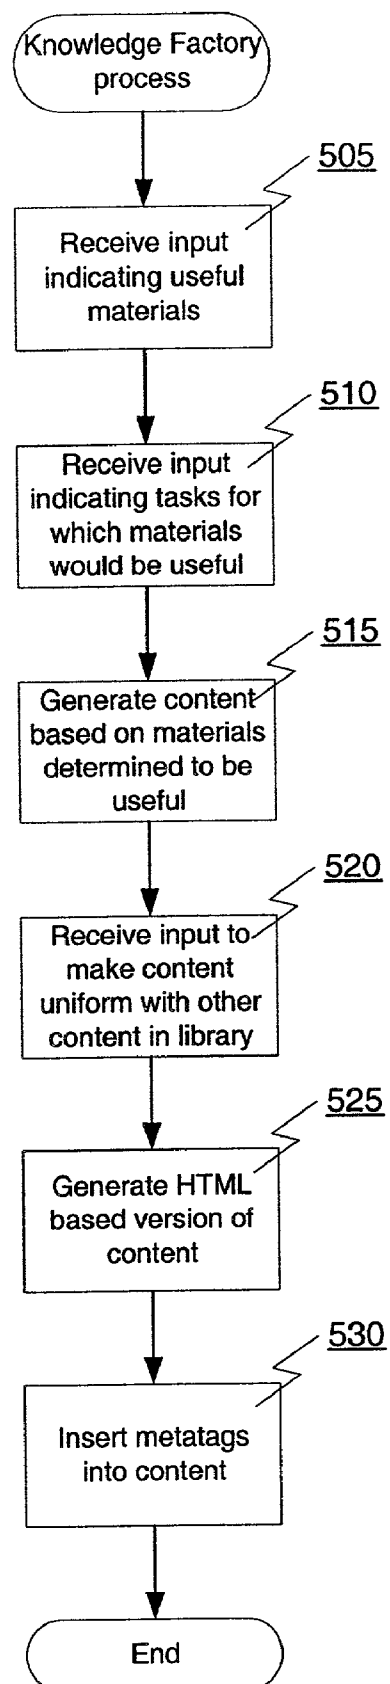 Knowledge Factory
process
505
Receive input
indicating useful
materials
510
Receive input
indicating tasks for
which materials
would be useful
515
Generate content
based on materials
determined to be
useful
520
Receive input to
make content
uniform with other
content in library
525
Generate HTML
based version of
content
530
Insert metatags
into content
End